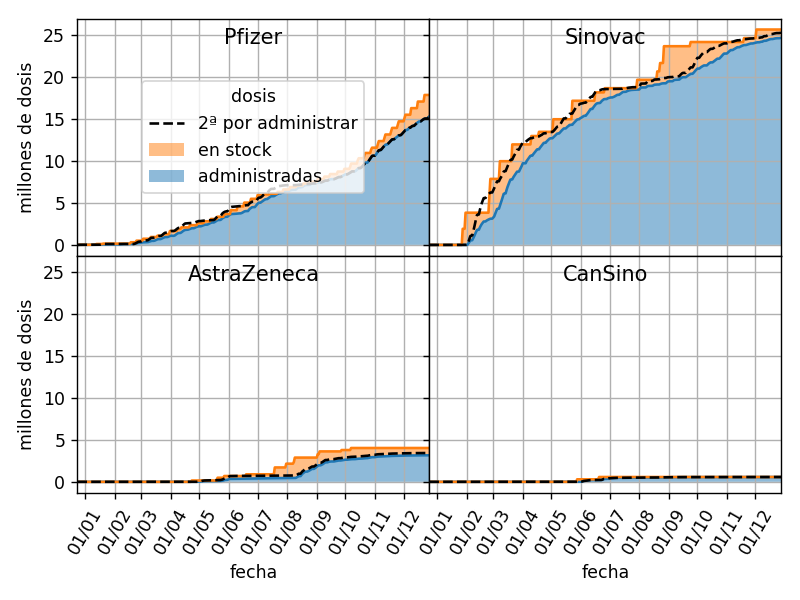 Pfizer
Sinovac
millones de dosis
25
20
15
10
5
0
dosis
2ª por administrar
en stock
administradas
AstraZeneca
CanSino
millones de dosis
25
20
15
10
5
0
01/01 01/02 01/03 01/04 01/05 01/06 01/07 01/08 01/09 01/10 01/11 01/12
01/01 01/02 01/03 01/04 01/05 01/06 01/07 01/08 01/09 01/10 01/11 01/12
fecha
fecha